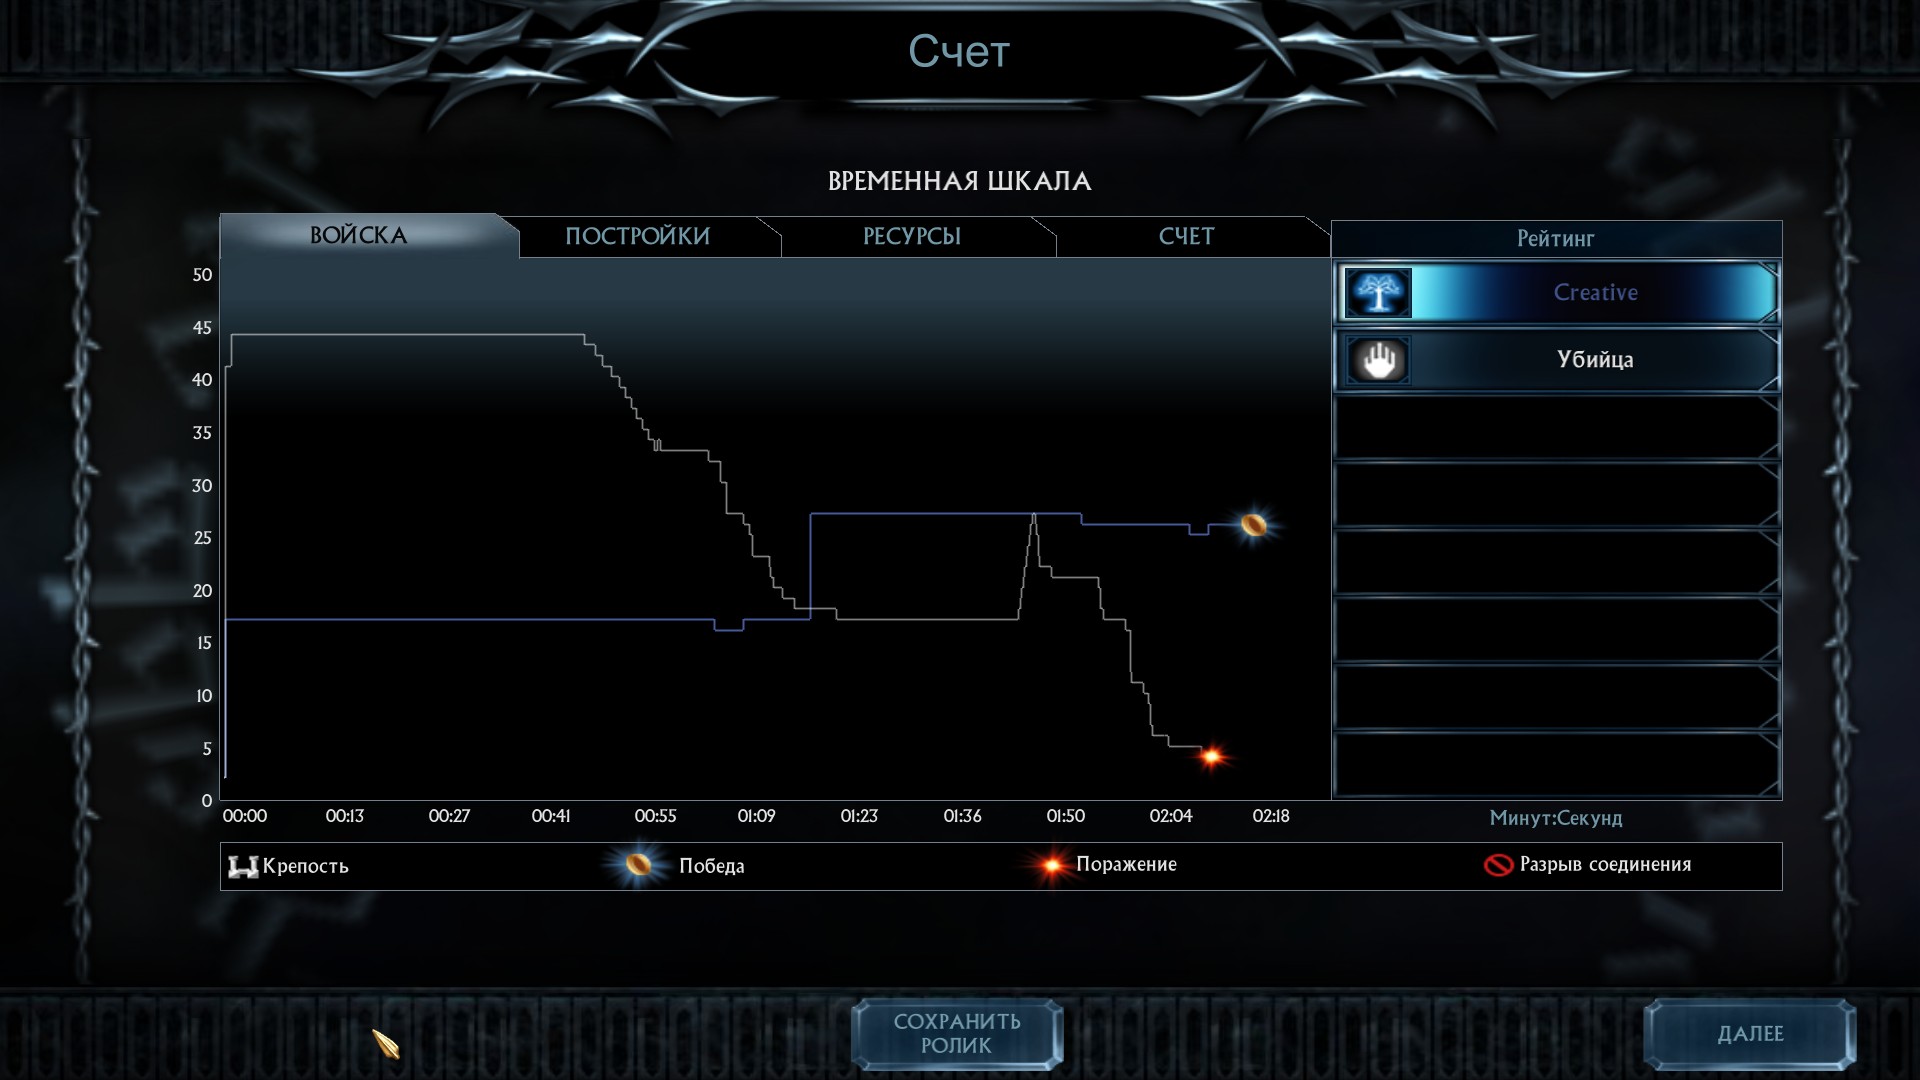 Счет
ВРЕМЕННАЯ ШКАЛА
ВОЙСКА
ПОСТРОЙКИ
РЕСУРСЫ
СЧЕТ
Рейтинг
Creative
Убийца
50
45
40
35
30
25
20
15
10
5
0
00:00 00:13 00:27 00:41 00:55 01:09 01:23 01:36 01:50 02:04 02:18
Минут:Секунд
Крепость
Победа
Поражение
Разрыв соединения
СОХРАНИТЬ
РОЛИК
ДАЛЕЕ